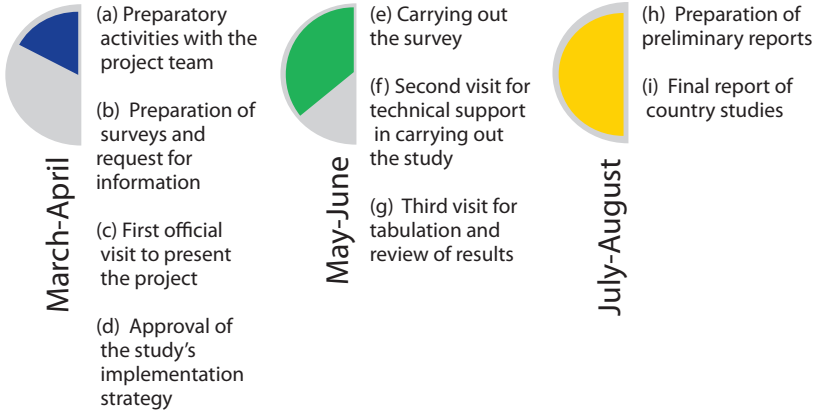 March-April
(a) Preparatory
activities with the
project team
(b) Preparation of
surveys and
request for
information
(c) First official
visit to present
the project
(d) Approval of
the study's
implementation
strategy
May-June
(e) Carrying out
the survey
(f) Second visit for
technical support
in carrying out
the study
(g) Third visit for
tabulation and
review of results
July-August
(h) Preparation of
preliminary reports
(i) Final report of
country studies